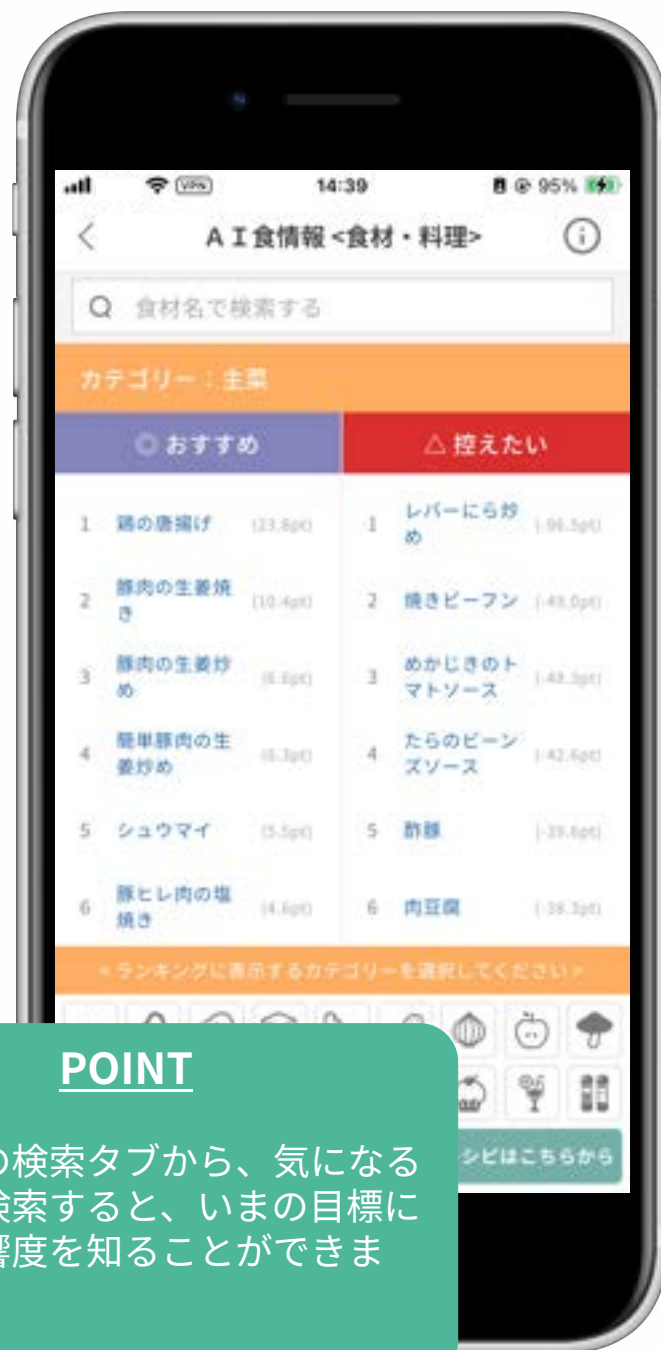 VPN
14:39
95%
AI食情報<食材・料理>
食材名で検索する
カテゴリー：主菜
◎おすすめ
△控えたい
1 鶏の唐揚げ (23.8pt)
2 豚肉の生姜焼
き (10.4pt)
3 豚肉の生姜炒
め (6.6pt)
4 簡単豚肉の生
姜炒め (6.3pt)
5 シュウマイ (5.5pt)
6 豚ヒレ肉の塩
焼き (4.6pt)
1 レバーにら炒
め
2 焼きビーフン (-49.0pt)
3 めかじきのト
マトソース
4 たらのビーン
ズソース (-42.6pt)
5 酢豚
6 肉豆腐
<ランキングに表示するカテゴリーを選択してください>
シピはこちらから
POINT
の検索タブから、気になる
検索すると、いまの目標に
響度を知ることができま